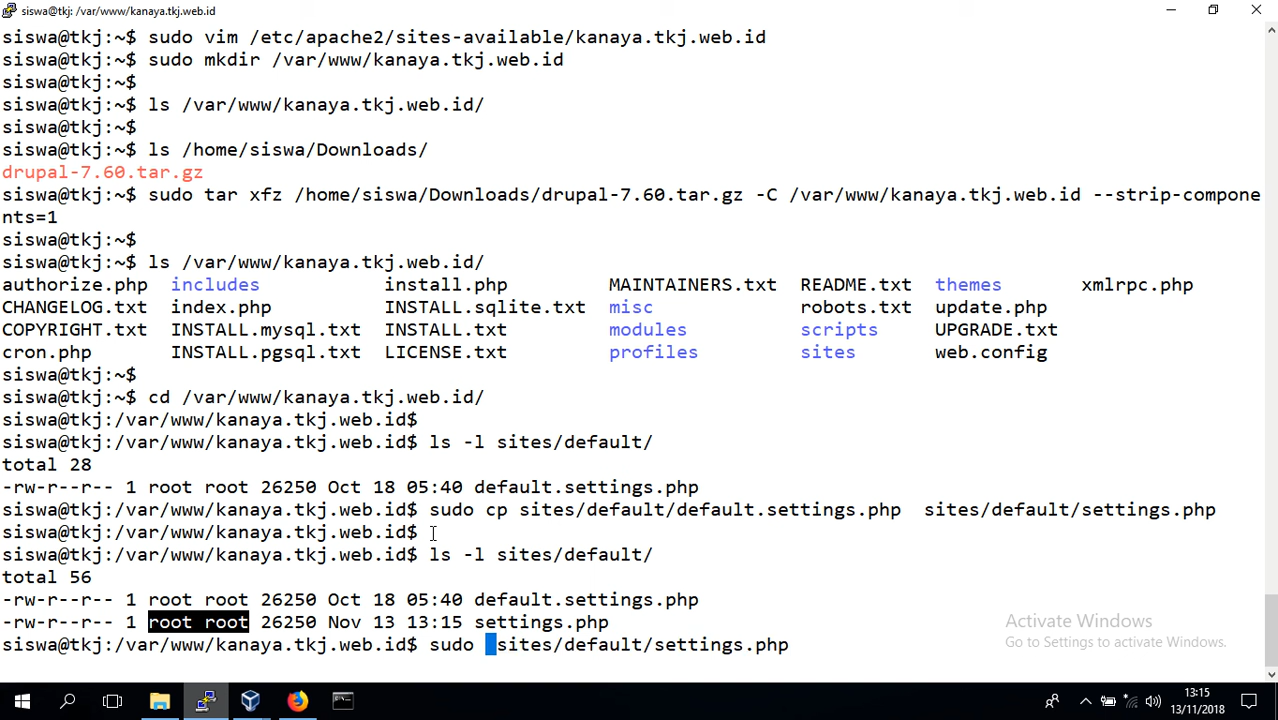 siswa@tkj: /var/www/kanaya.tkj.web.id
siswa@tkj:~$ sudo vim /etc/apache2/sites-available/kanaya.tkj.web.id
siswa@tkj:~$ sudo mkdir /var/www/kanaya.tkj.web.id
siswa@tkj:~$
siswa@tkj:~$ ls /var/www/kanaya.tkj.web.id/
siswa@tkj:~$
siswa@tkj:~$ ls /home/siswa/Downloads/
drupal-7.60.tar.gz
siswa@tkj:~$ sudo tar xfz /home/siswa/Downloads/drupal-7.60.tar.gz -C /var/www/kanaya.tkj.web.id --strip-compone
nts=1
siswa@tkj:~$
siswa@tkj:~$ ls /var/www/kanaya.tkj.web.id/
authorize.php includes install.php MAINTAINERS.txt README.txt themes xmlrpc.php
CHANGELOG.txt index.php INSTALL.sqlite.txt misc robots.txt update.php
COPYRIGHT.txt INSTALL.mysql.txt INSTALL.txt modules scripts UPGRADE.txt
cron.php INSTALL.pgsql.txt LICENSE.txt profiles sites web.config
siswa@tkj:~$
siswa@tkj:~$ cd /var/www/kanaya.tkj.web.id/
siswa@tkj:/var/www/kanaya.tkj.web.id$
siswa@tkj:/var/www/kanaya.tkj.web.id$ ls -l sites/default/
total 28
-rw-r--r-- 1 root root 26250 Oct 18 05:40 default.settings.php
siswa@tkj:/var/www/kanaya.tkj.web.id$ sudo cp sites/default/default.settings.php  sites/default/settings.php
siswa@tkj:/var/www/kanaya.tkj.web.id$
siswa@tkj:/var/www/kanaya.tkj.web.id$ ls -l sites/default/
total 56
-rw-r--r-- 1 root root 26250 Oct 18 05:40 default.settings.php
-rw-r--r-- 1 root root 26250 Nov 13 13:15 settings.php
siswa@tkj:/var/www/kanaya.tkj.web.id$ sudo  sites/default/settings.php
Activate Windows
Go to Settings to activate Windows.
13:15
13/11/2018